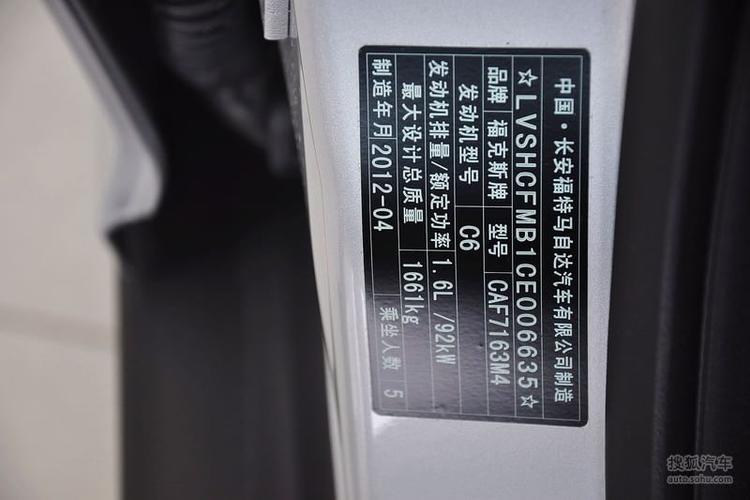 中国·长安福特马自达汽车有限公司制造
☆LVSHCFMB1CE006635☆
品牌 福克斯牌 型号 CAF7163M4
发动机型号 C6
发动机排量/额定功率 1.6L /92kW
最大设计总质量 1661kg
制造年月 2012-04 乘坐人数 5
搜狐汽车
auto.sohu.com